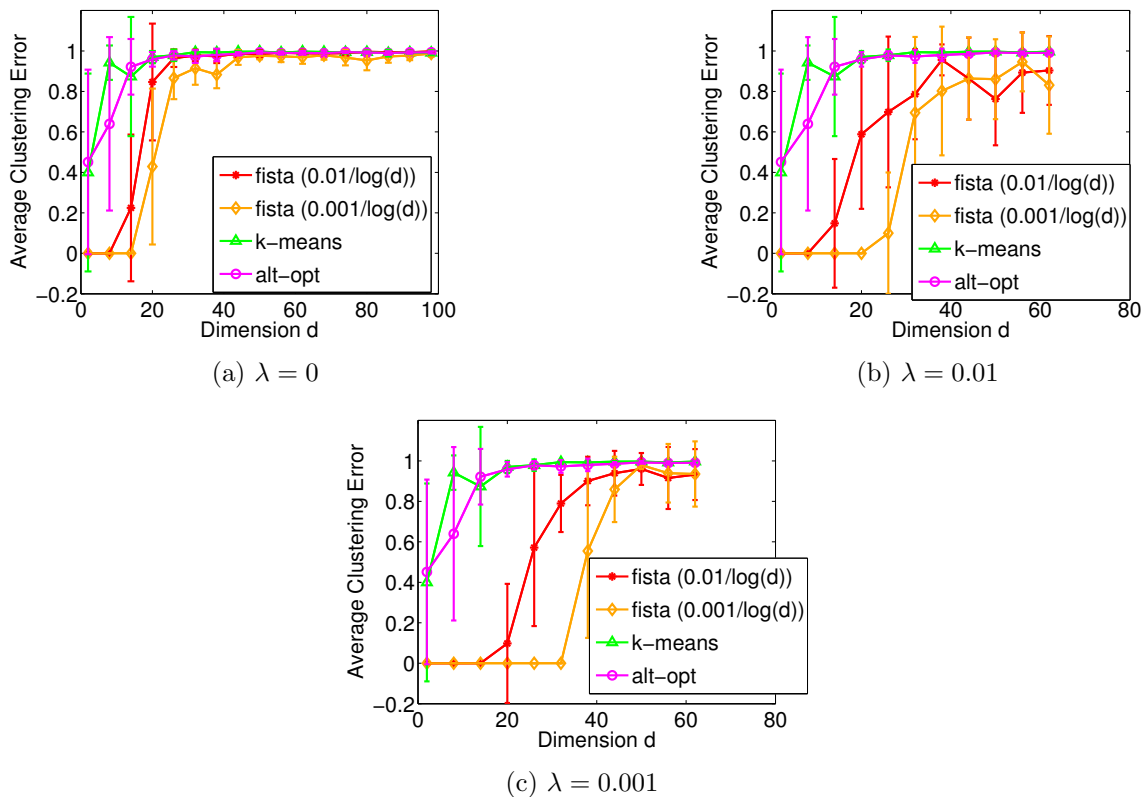 1
0.8
0.6
0.4
0.2
0
−0.2
0 20 40 60 80 100
Average Clustering Error
Dimension d
fista (0.01/log(d))
fista (0.001/log(d))
k−means
alt−opt
(a) λ = 0
1
0.8
0.6
0.4
0.2
0
−0.2
0 20 40 60 80
Average Clustering Error
Dimension d
fista (0.01/log(d))
fista (0.001/log(d))
k−means
alt−opt
(b) λ = 0.01
1
0.8
0.6
0.4
0.2
0
−0.2
0 20 40 60 80
Average Clustering Error
Dimension d
fista (0.01/log(d))
fista (0.001/log(d))
k−means
alt−opt
(c) λ = 0.001